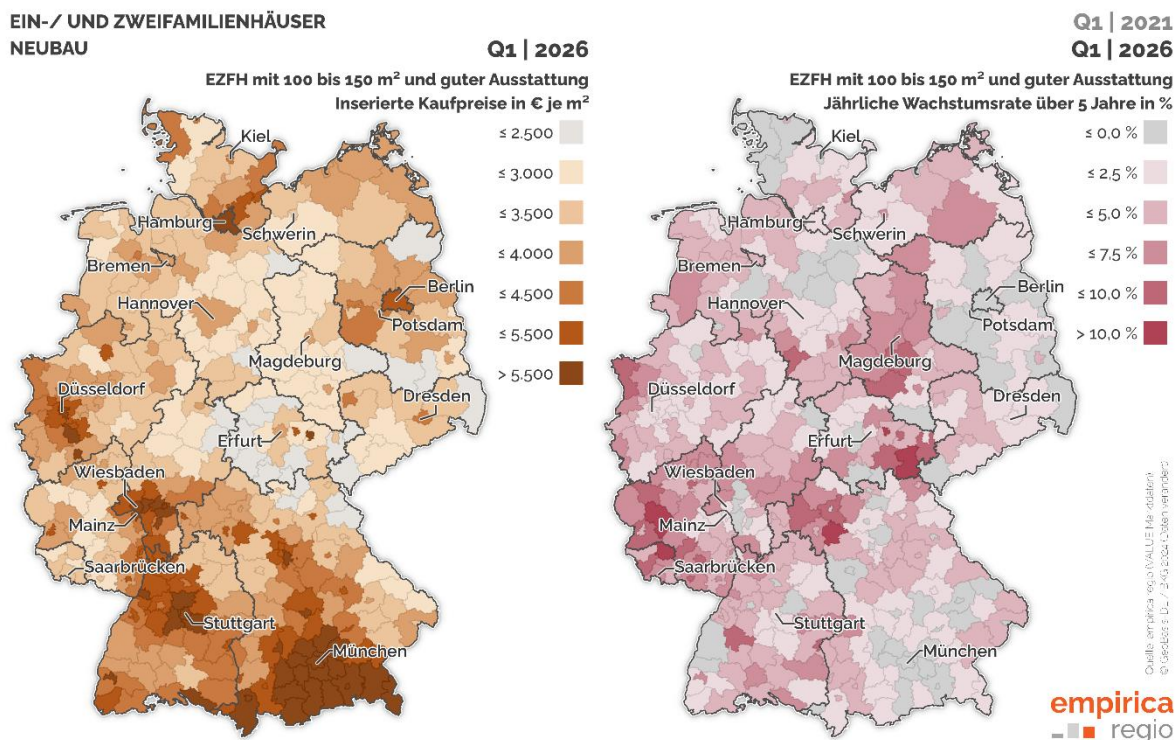 EIN-/ UND ZWEIFAMILIENHÄUSER
NEUBAU
Q1 | 2026
EZFH mit 100 bis 150 m² und guter Ausstattung
Inserierte Kaufpreise in € je m²
≤ 2.500
≤ 3.000
≤ 3.500
≤ 4.000
≤ 4.500
≤ 5.500
> 5.500
Kiel
Hamburg
Schwerin
Bremen
Berlin
Hannover
Potsdam
Magdeburg
Düsseldorf
Dresden
Erfurt
Wiesbaden
Mainz
Saarbrücken
Stuttgart
München
Q1 | 2021
Q1 | 2026
EZFH mit 100 bis 150 m² und guter Ausstattung
Jährliche Wachstumsrate über 5 Jahre in %
≤ 0,0 %
≤ 2,5 %
≤ 5,0 %
≤ 7,5 %
≤ 10,0 %
> 10,0 %
Kiel
Hamburg
Schwerin
Bremen
Berlin
Hannover
Potsdam
Magdeburg
Düsseldorf
Dresden
Erfurt
Wiesbaden
Mainz
Saarbrücken
Stuttgart
München
Quelle: empirica regio (VALUE Marktdaten)
empirica
regio